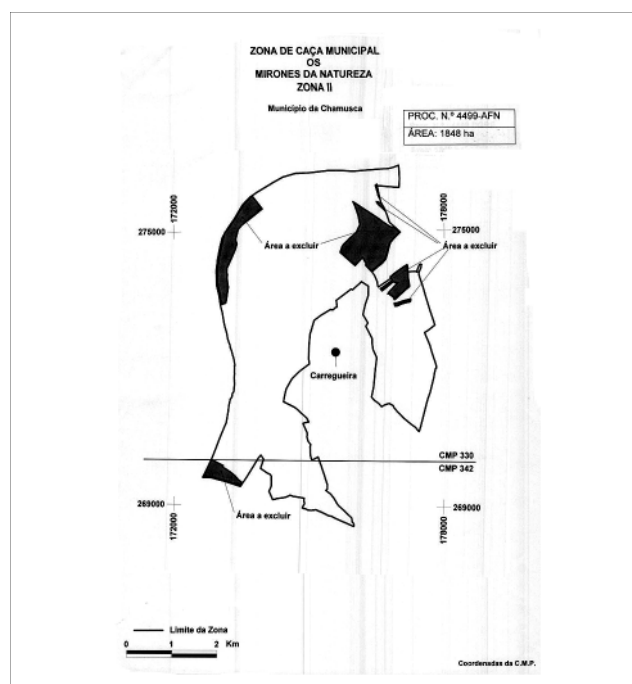 ZONA DE CAÇA MUNICIPAL
OS
MIRONES DA NATUREZA
ZONA II
Município da Chamusca
PROC. N.º 4499-AFN
ÁREA: 1848 ha
172000
178000
275000
275000
Área a excluir
Área a excluir
Carregueira
CMP 330
CMP 342
269000
269000
Área a excluir
172000
178000
Limite da Zona
0 1 2 Km
Coordenadas da C.M.P.